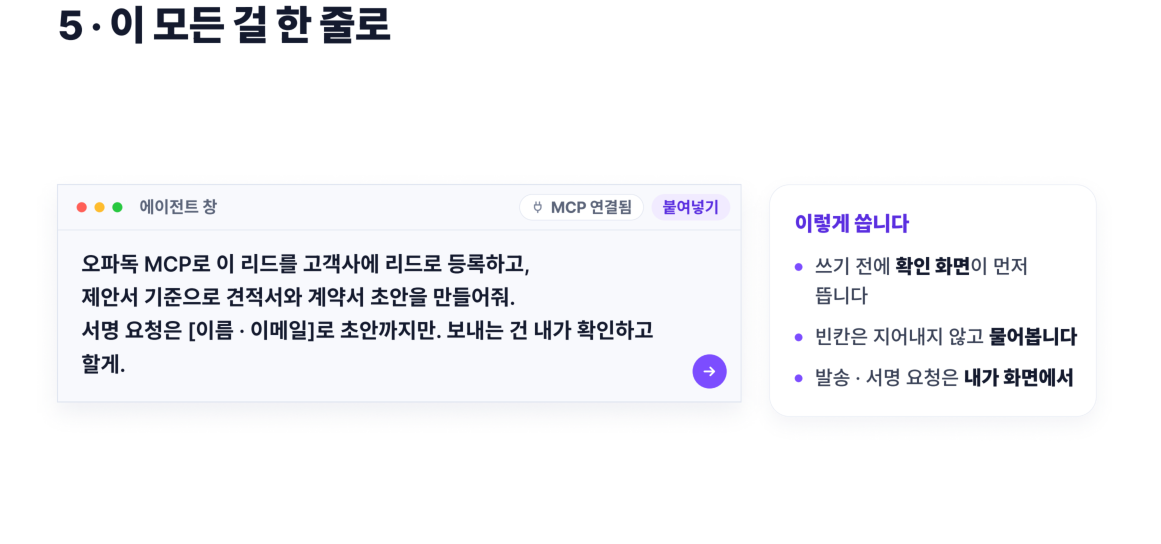 5 · 이 모든 걸 한 줄로
에이전트 창
MCP 연결됨
붙여넣기
오파독 MCP로 이 리드를 고객사에 리드로 등록하고,
제안서 기준으로 견적서와 계약서 초안을 만들어줘.
서명 요청은 [이름 · 이메일]로 초안까지만. 보내는 건 내가 확인하고
할게.
이렇게 씁니다
쓰기 전에 확인 화면이 먼저
뜹니다
빈칸은 지어내지 않고 물어봅니다
발송 · 서명 요청은 내가 화면에서